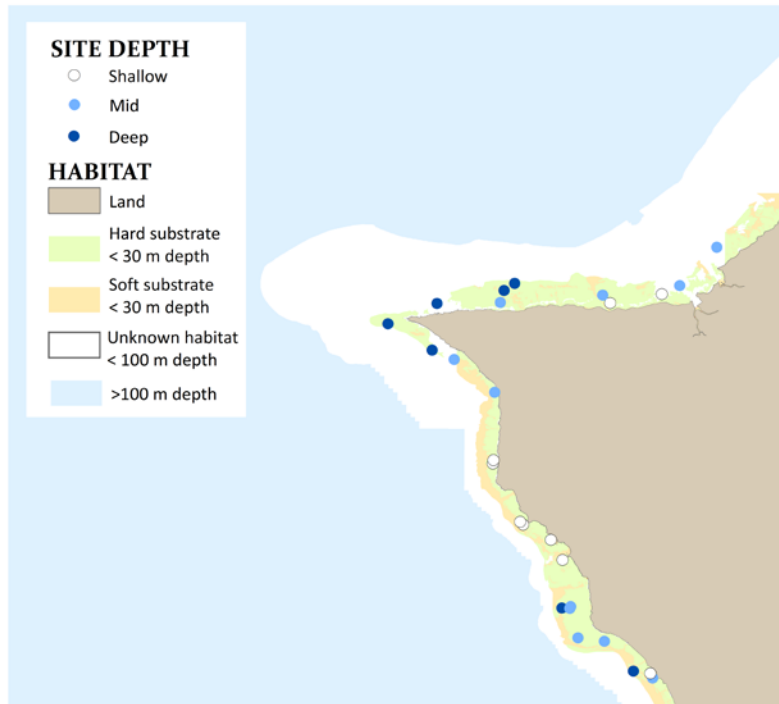 SITE DEPTH
Shallow
Mid
Deep
HABITAT
Land
Hard substrate
< 30 m depth
Soft substrate
< 30 m depth
Unknown habitat
< 100 m depth
>100 m depth